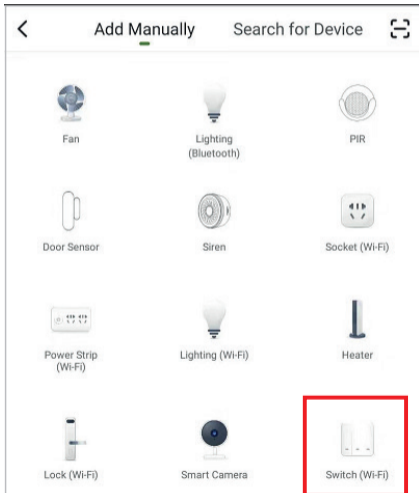 Add Manually Search for Device
Fan
Lighting
(Bluetooth)
PIR
Door Sensor
Siren
Socket (Wi-Fi)
Power Strip
(Wi-Fi)
Lighting (Wi-Fi)
Heater
Lock (Wi-Fi)
Smart Camera
Switch (Wi-Fi)